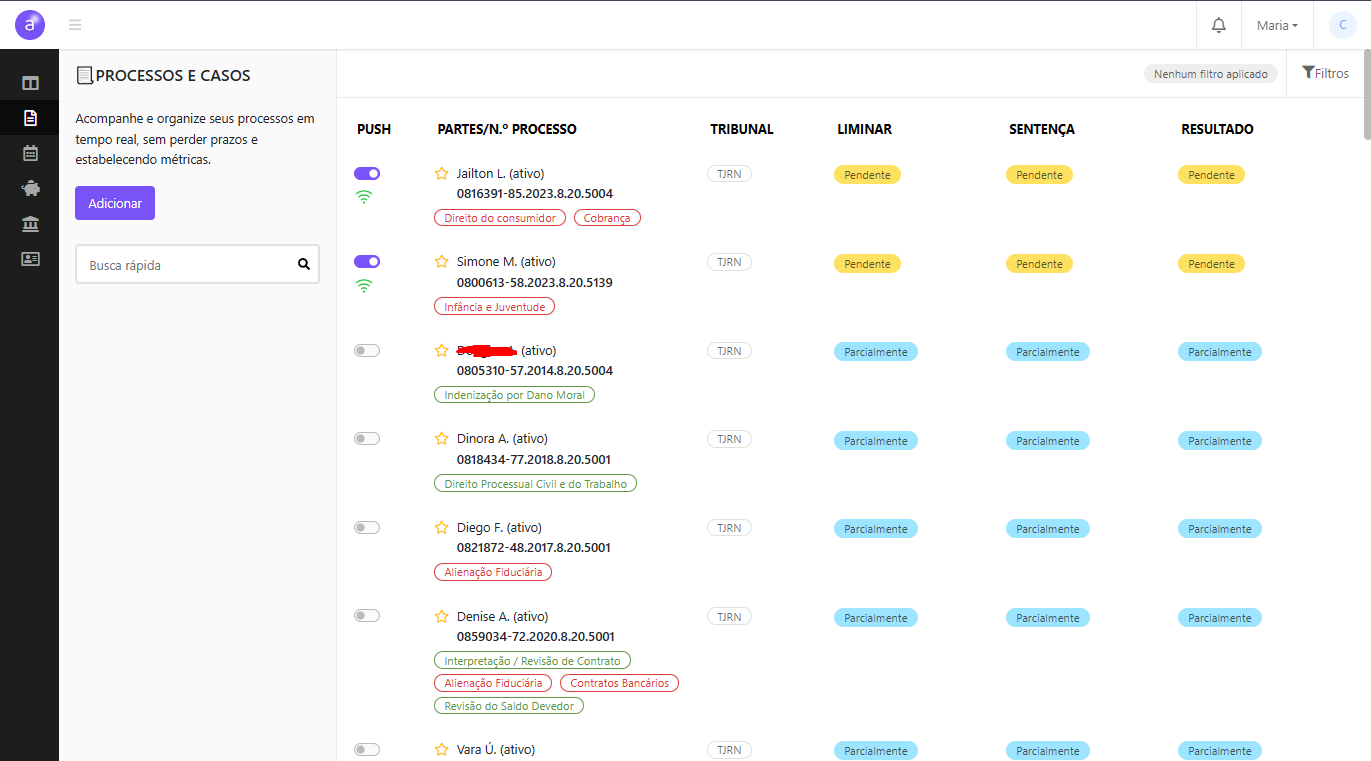 a
Maria
C
PROCESSOS E CASOS
Acompanhe e organize seus processos em
tempo real, sem perder prazos e
estabelecendo métricas.
Adicionar
Busca rápida
Nenhum filtro aplicado
Filtros
PUSH PARTES/N.º PROCESSO TRIBUNAL LIMINAR SENTENÇA RESULTADO
Jailton L. (ativo) TJRN Pendente Pendente Pendente
0816391-85.2023.8.20.5004
Direito do consumidor Cobrança
Simone M. (ativo) TJRN Pendente Pendente Pendente
0800613-58.2023.8.20.5139
Infância e Juventude
(ativo) TJRN Parcialmente Parcialmente Parcialmente
0805310-57.2014.8.20.5004
Indenização por Dano Moral
Dinora A. (ativo) TJRN Parcialmente Parcialmente Parcialmente
0818434-77.2018.8.20.5001
Direito Processual Civil e do Trabalho
Diego F. (ativo) TJRN Parcialmente Parcialmente Parcialmente
0821872-48.2017.8.20.5001
Alienação Fiduciária
Denise A. (ativo) TJRN Parcialmente Parcialmente Parcialmente
0859034-72.2020.8.20.5001
Interpretação / Revisão de Contrato
Alienação Fiduciária Contratos Bancários
Revisão do Saldo Devedor
Vara Ú. (ativo) TJRN Parcialmente Parcialmente Parcialmente